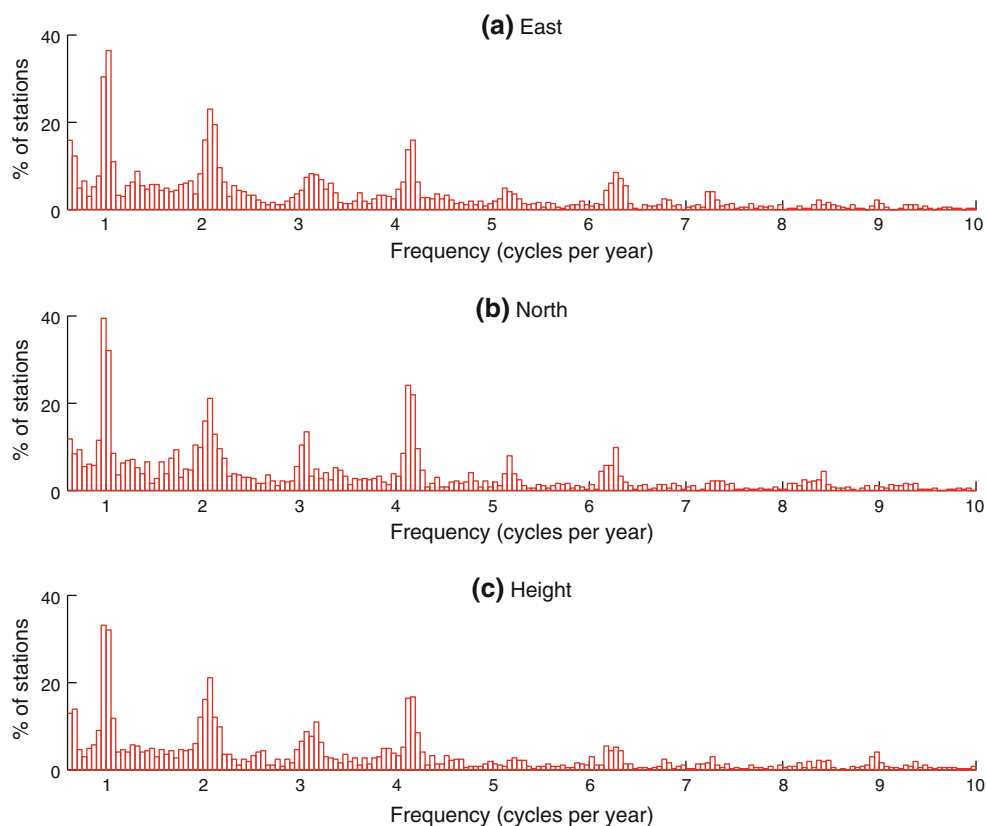 (a) East
40
20
0
% of stations
1 2 3 4 5 6 7 8 9 10
Frequency (cycles per year)
(b) North
40
20
0
% of stations
1 2 3 4 5 6 7 8 9 10
Frequency (cycles per year)
(c) Height
40
20
0
% of stations
1 2 3 4 5 6 7 8 9 10
Frequency (cycles per year)